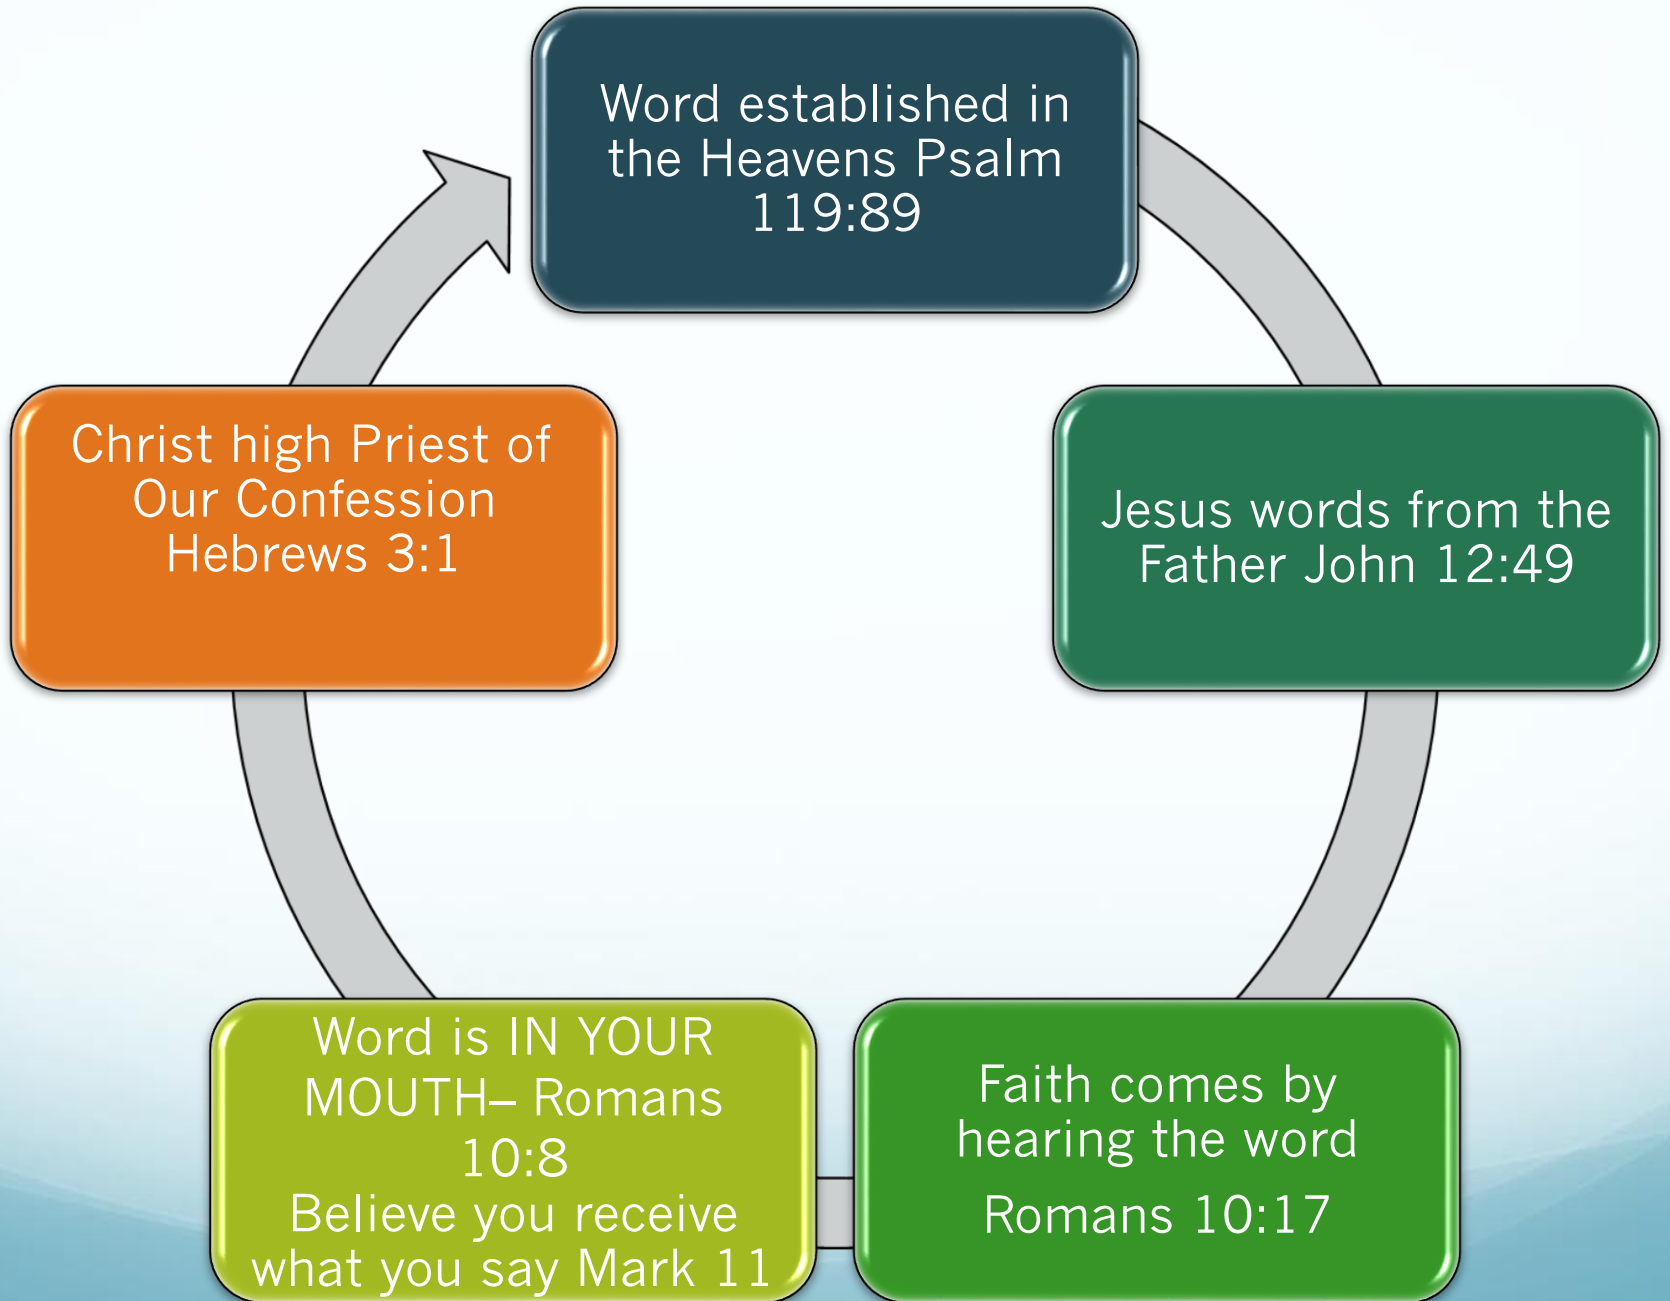 Word established in
the Heavens Psalm
119:89
Jesus words from the
Father John 12:49
Faith comes by
hearing the word
Romans 10:17
Word is IN YOUR
MOUTH– Romans
10:8
Believe you receive
what you say Mark 11
Christ high Priest of
Our Confession
Hebrews 3:1